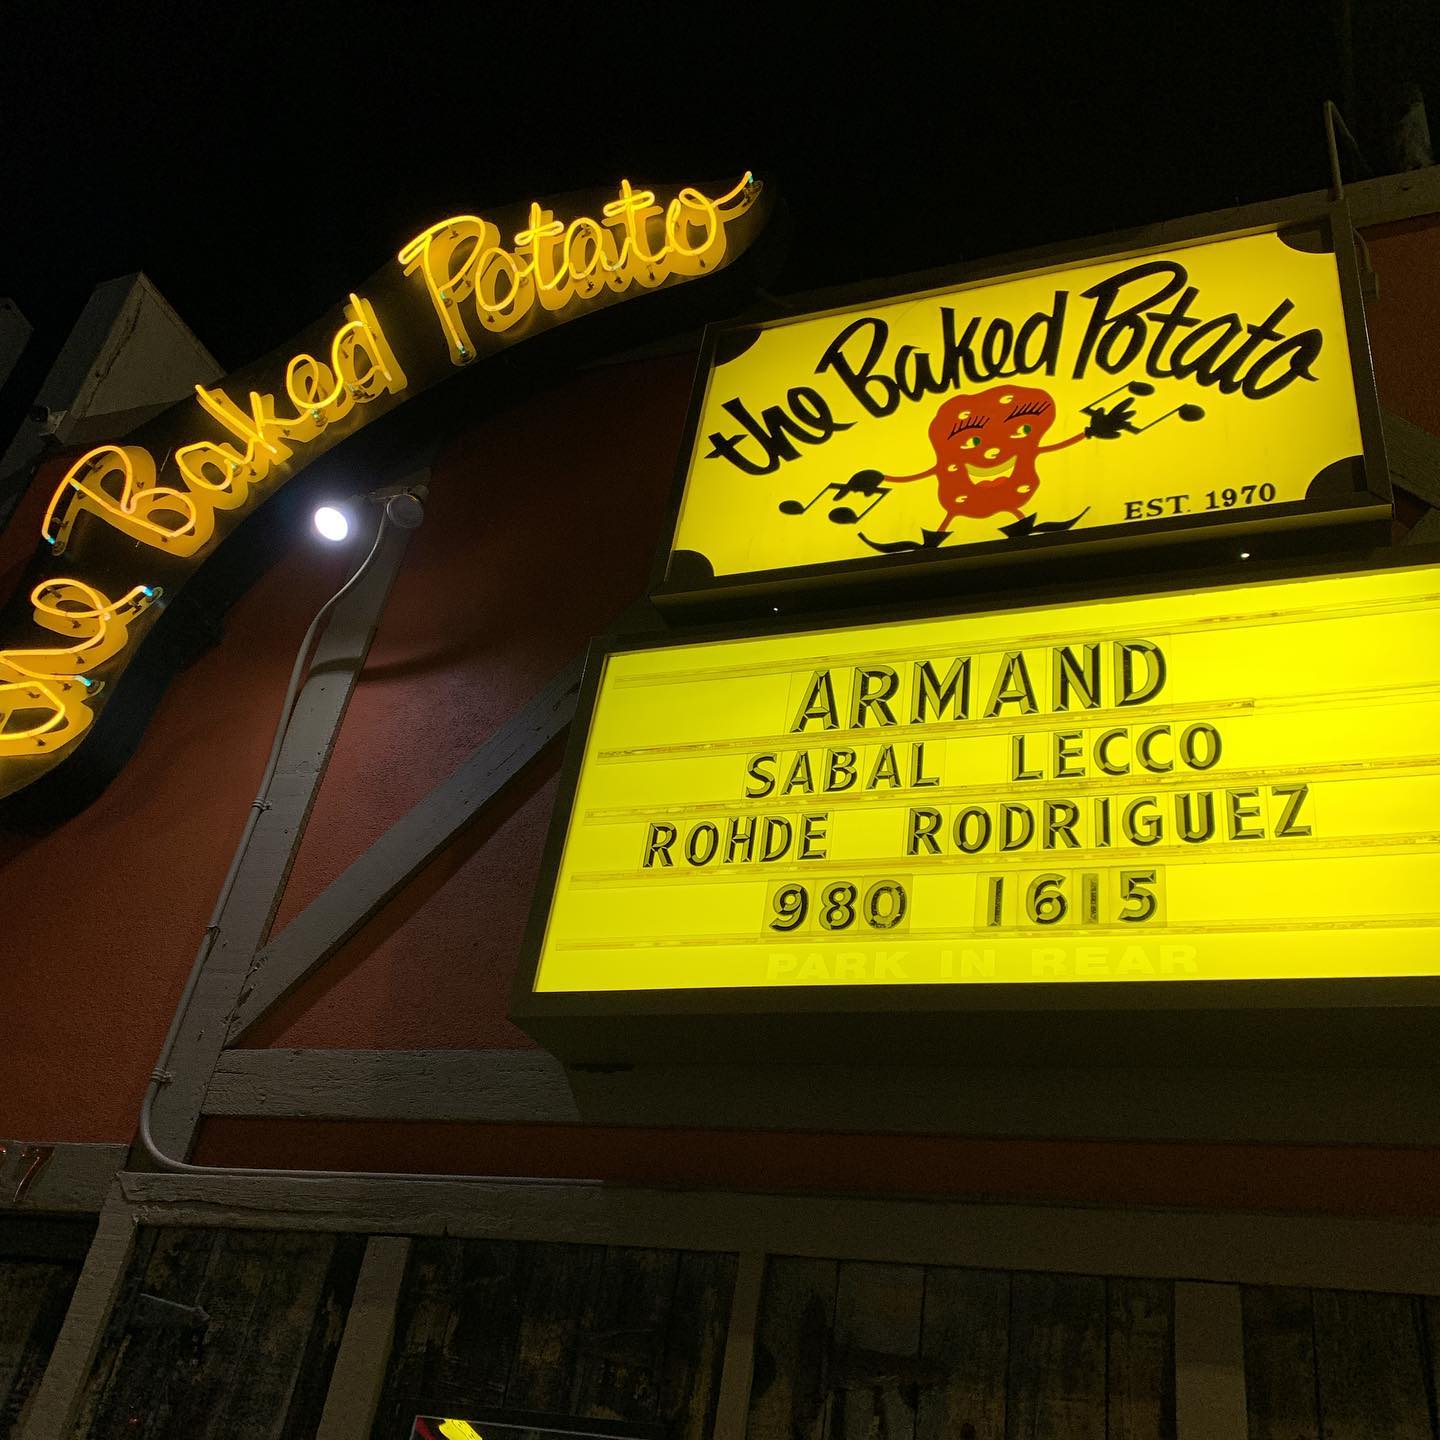 The Baked Potato
the Baked Potato
EST. 1970
ARMAND
SABAL LECCO
ROHDE RODRIGUEZ
980 1615
PARK IN REAR